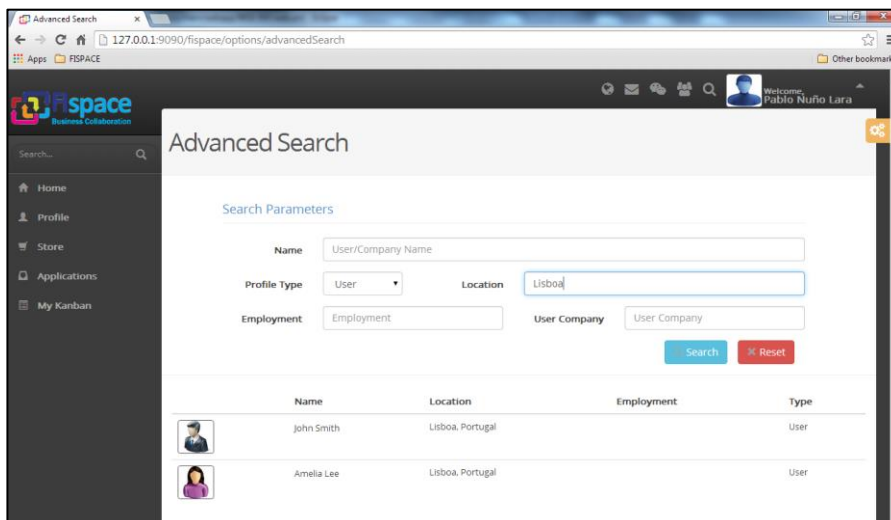 Advanced Search
127.0.0.1:9090/fispace/options/advancedSearch
Apps FISPACE Other bookmark
FIspace
Business Collaboration
Welcome,
Pablo Nuño Lara
Search...
Home
Profile
Store
Applications
My Kanban
Advanced Search
Search Parameters
Name User/Company Name
Profile Type User Location Lisboa
Employment Employment User Company User Company
Search Reset
Name Location Employment Type
John Smith Lisboa, Portugal User
Amelia Lee Lisboa, Portugal User